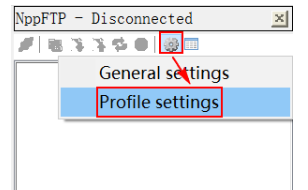 NppFTP - Disconnected
General settings
Profile settings